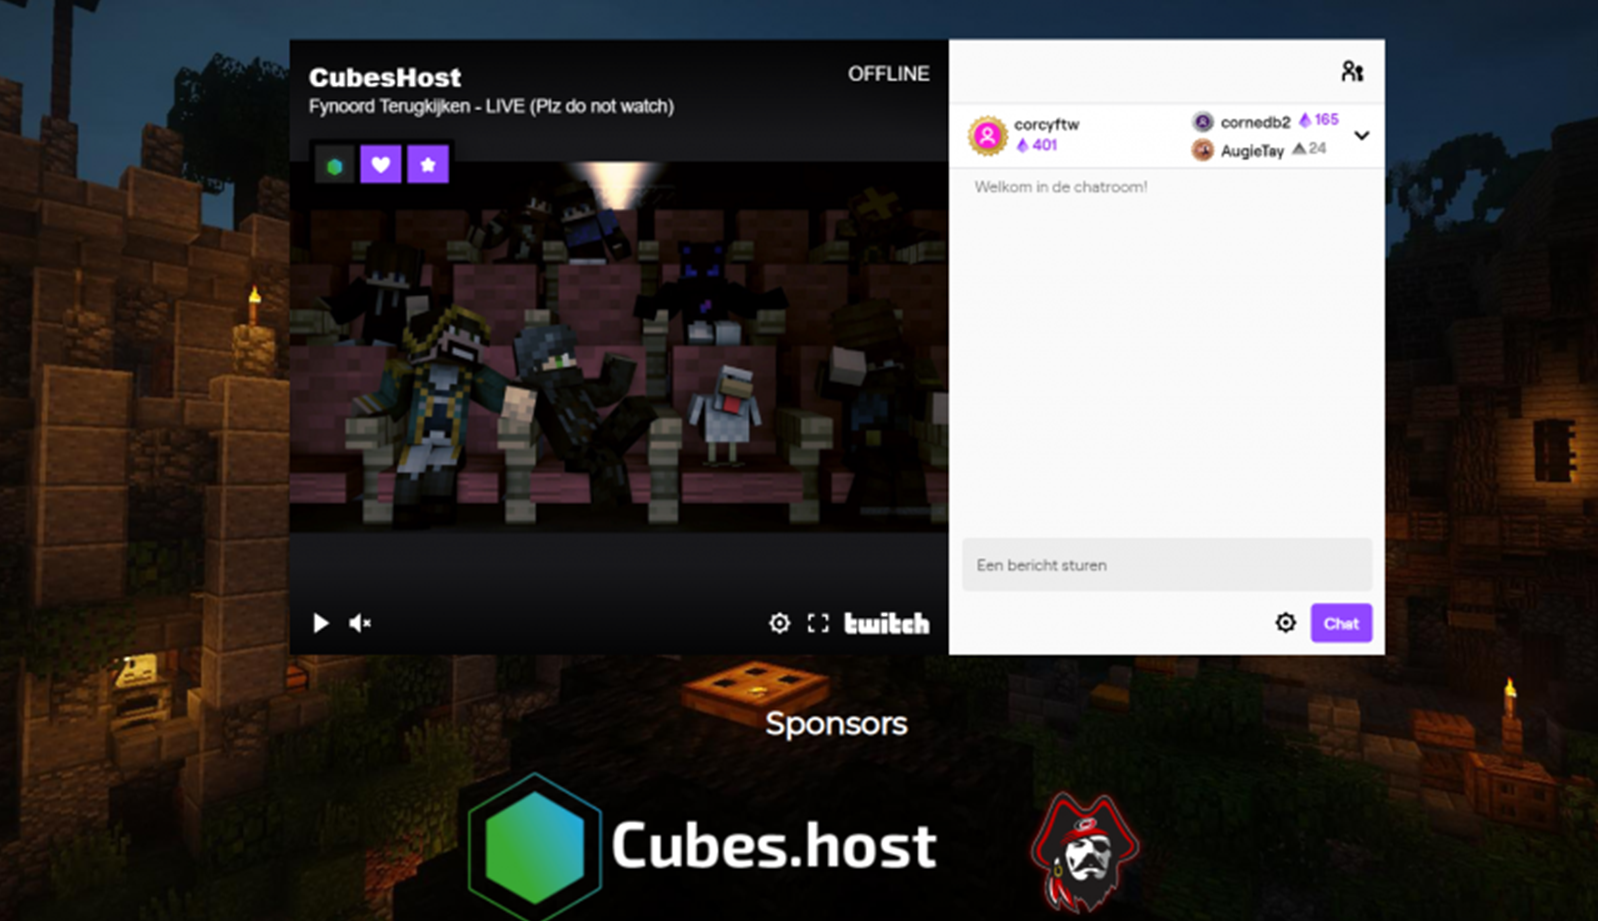 CubesHost
OFFLINE
Fynoord Terugkijken - LIVE (Plz do not watch)
corcyftw
401
cornedb2 165
AugieTay 24
Welkom in de chatroom!
Een bericht sturen
twitch
Chat
Sponsors
Cubes.host